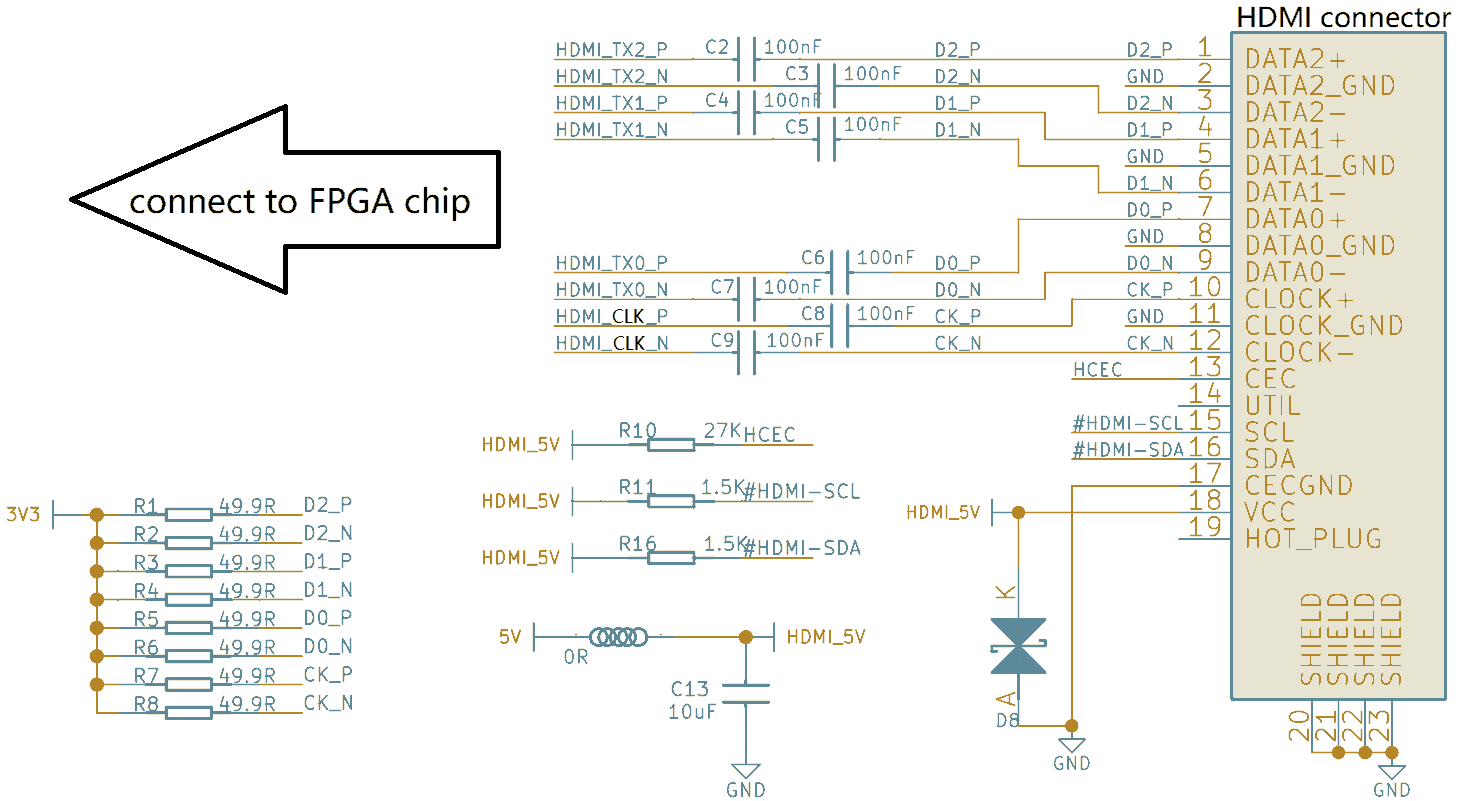 HDMI connector
HDMI_TX2_P C2 100nF D2_P D2_P 1 DATA2+
HDMI_TX2_N C3 100nF D2_N GND 2 DATA2_GND
HDMI_TX1_P C4 100nF D1_P D2_N 3 DATA2-
HDMI_TX1_N C5 100nF D1_N D1_P 4 DATA1+
GND 5 DATA1_GND
D1_N 6 DATA1-
connect to FPGA chip
D0_P 7 DATA0+
GND 8 DATA0_GND
HDMI_TX0_P C6 100nF D0_P D0_N 9 DATA0-
HDMI_TX0_N C7 100nF D0_N CK_P 10 CLOCK+
HDMI_CLK_P C8 100nF CK_P GND 11 CLOCK_GND
HDMI_CLK_N C9 100nF CK_N CK_N 12 CLOCK-
HCEC 13 CEC
14 UTIL
#HDMI-SCL 15 SCL
#HDMI-SDA 16 SDA
17 CECGND
HDMI_5V 18 VCC
19 HOT_PLUG
HDMI_5V R10 27K HCEC
HDMI_5V R11 1.5K #HDMI-SCL
HDMI_5V R16 1.5K #HDMI-SDA
3V3 R1 49.9R D2_P
R2 49.9R D2_N
R3 49.9R D1_P
R4 49.9R D1_N
R5 49.9R D0_P
R6 49.9R D0_N
R7 49.9R CK_P
R8 49.9R CK_N
5V 0R HDMI_5V
C13
10uF
GND
K
A
D8
GND
SHIELD SHIELD SHIELD SHIELD
20 21 22 23
GND